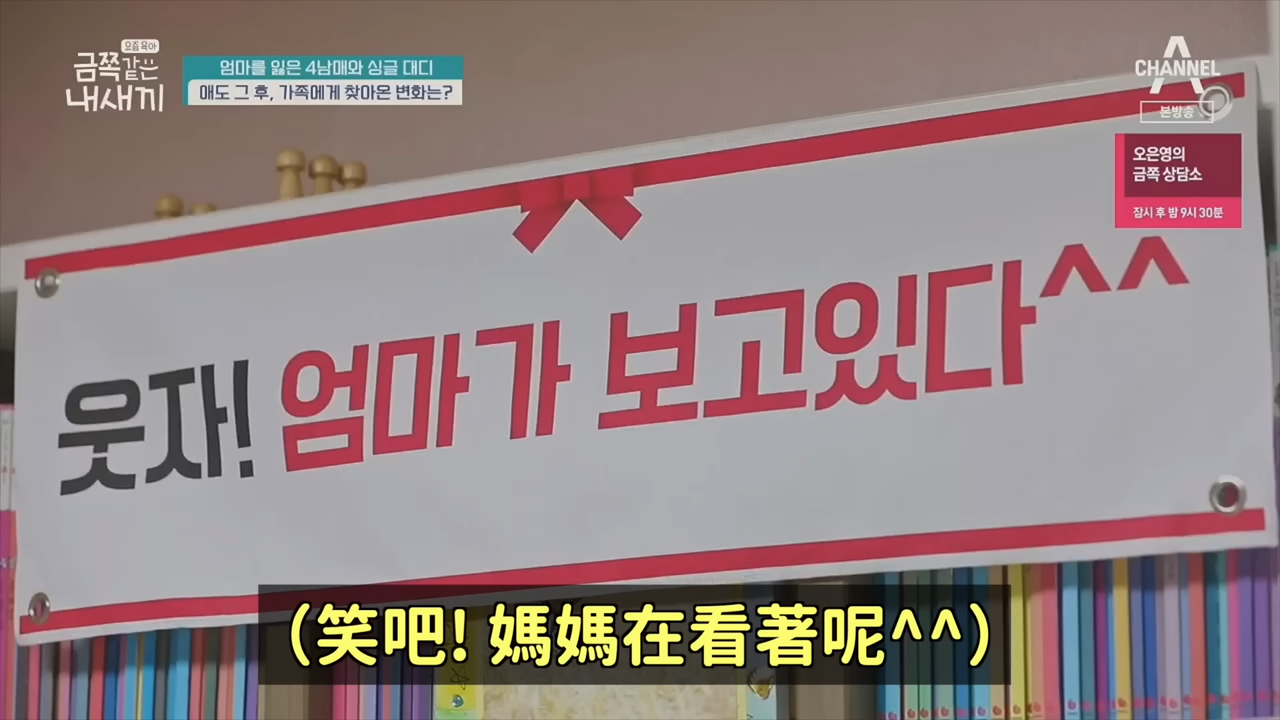 요즘 육아
금쪽같은
내새끼
엄마를 잃은 4남매와 싱글 대디
애도 그 후, 가족에게 찾아온 변화는?
CHANNEL A
본방송
오은영의
금쪽 상담소
잠시 후 밤 9시 30분
웃자! 엄마가 보고있다^^
(笑吧! 媽媽在看著呢^^)